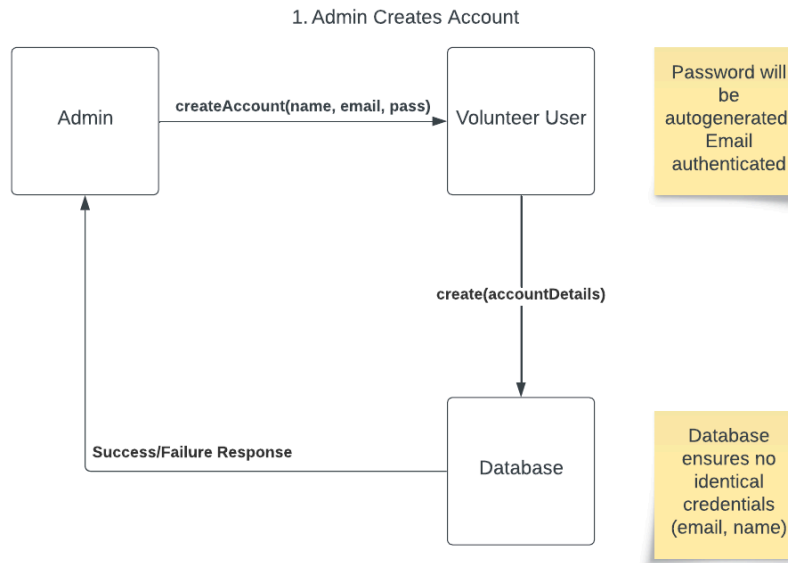 1. Admin Creates Account
Admin
createAccount(name, email, pass)
Volunteer User
Password will
be
autogenerated
Email
authenticated
create(accountDetails)
Success/Failure Response
Database
Database
ensures no
identical
credentials
(email, name)